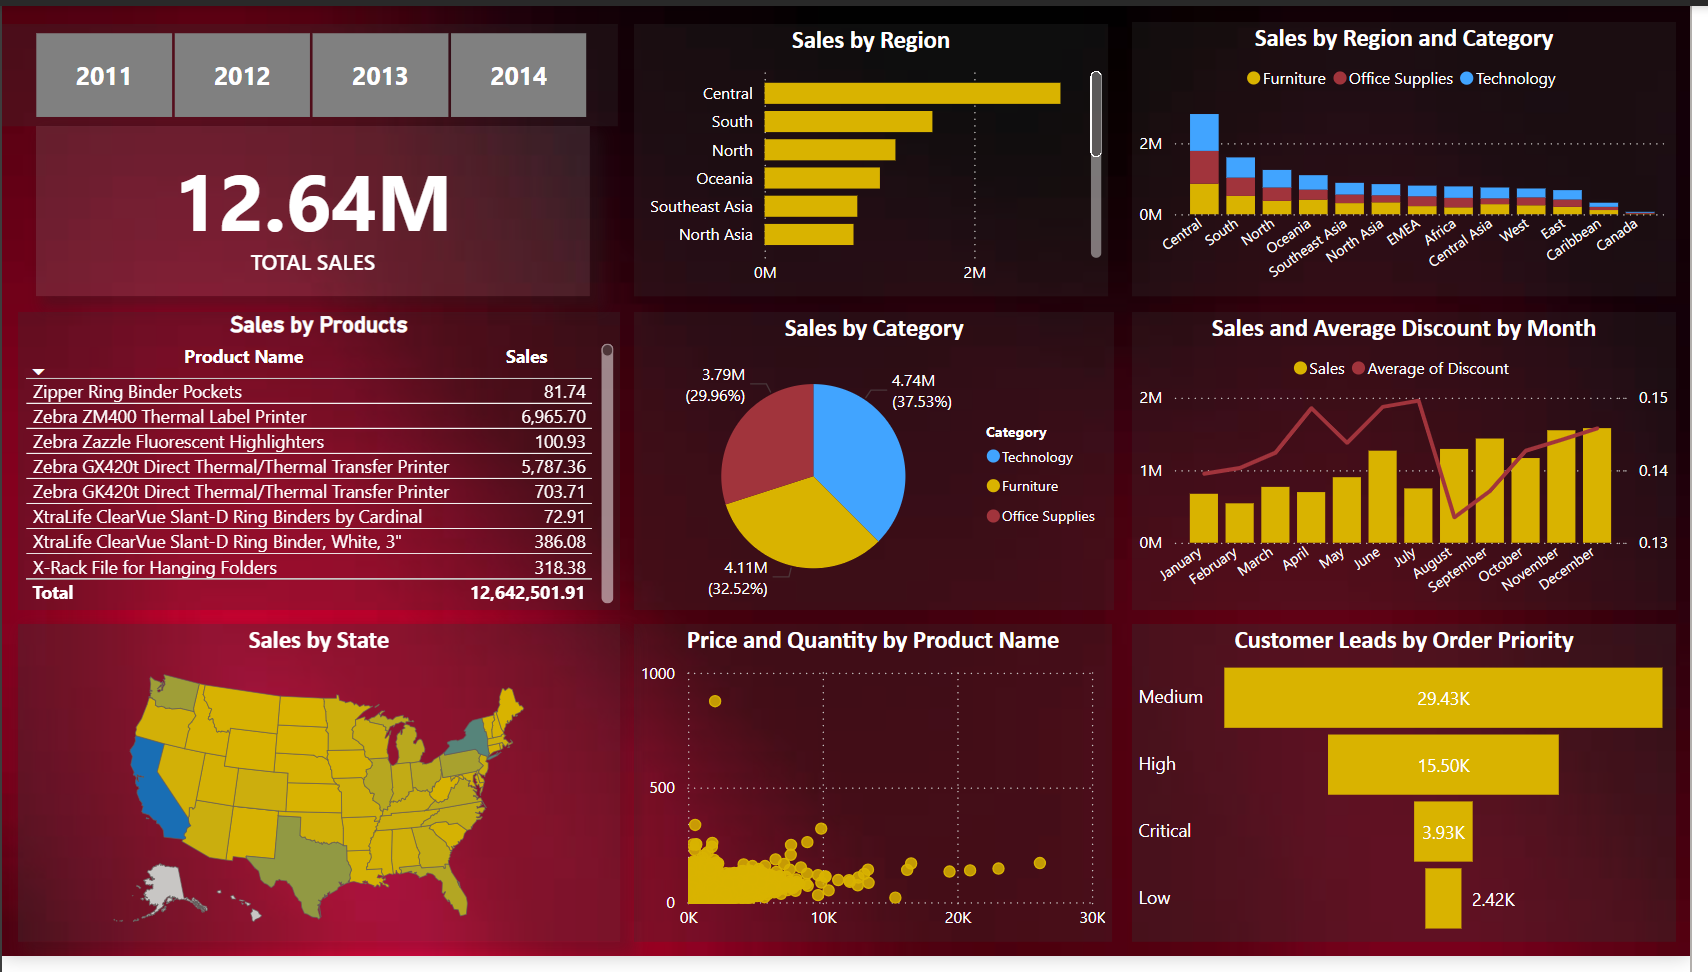 2011
2012
2013
2014
12.64M
TOTAL SALES
Sales by Region
Central
South
North
Oceania
Southeast Asia
North Asia
0M
2M
Sales by Region and Category
Furniture
Office Supplies
Technology
2M
0M
Central
South
North
Oceania
Southeast Asia
North Asia
EMEA
Africa
Central Asia
West
East
Caribbean
Canada
Sales by Products
Product Name Sales
Zipper Ring Binder Pockets 81.74
Zebra ZM400 Thermal Label Printer 6,965.70
Zebra Zazzle Fluorescent Highlighters 100.93
Zebra GX420t Direct Thermal/Thermal Transfer Printer 5,787.36
Zebra GK420t Direct Thermal/Thermal Transfer Printer 703.71
XtraLife ClearVue Slant-D Ring Binders by Cardinal 72.91
XtraLife ClearVue Slant-D Ring Binder, White, 3" 386.08
X-Rack File for Hanging Folders 318.38
Total 12,642,501.91
Sales by Category
3.79M
(29.96%)
4.74M
(37.53%)
4.11M
(32.52%)
Category
Technology
Furniture
Office Supplies
Sales and Average Discount by Month
Sales
Average of Discount
2M
1M
0M
0.15
0.14
0.13
January
February
March
April
May
June
July
August
September
October
November
December
Sales by State
Price and Quantity by Product Name
1000
500
0
0K
10K
20K
30K
Customer Leads by Order Priority
Medium 29.43K
High 15.50K
Critical 3.93K
Low 2.42K